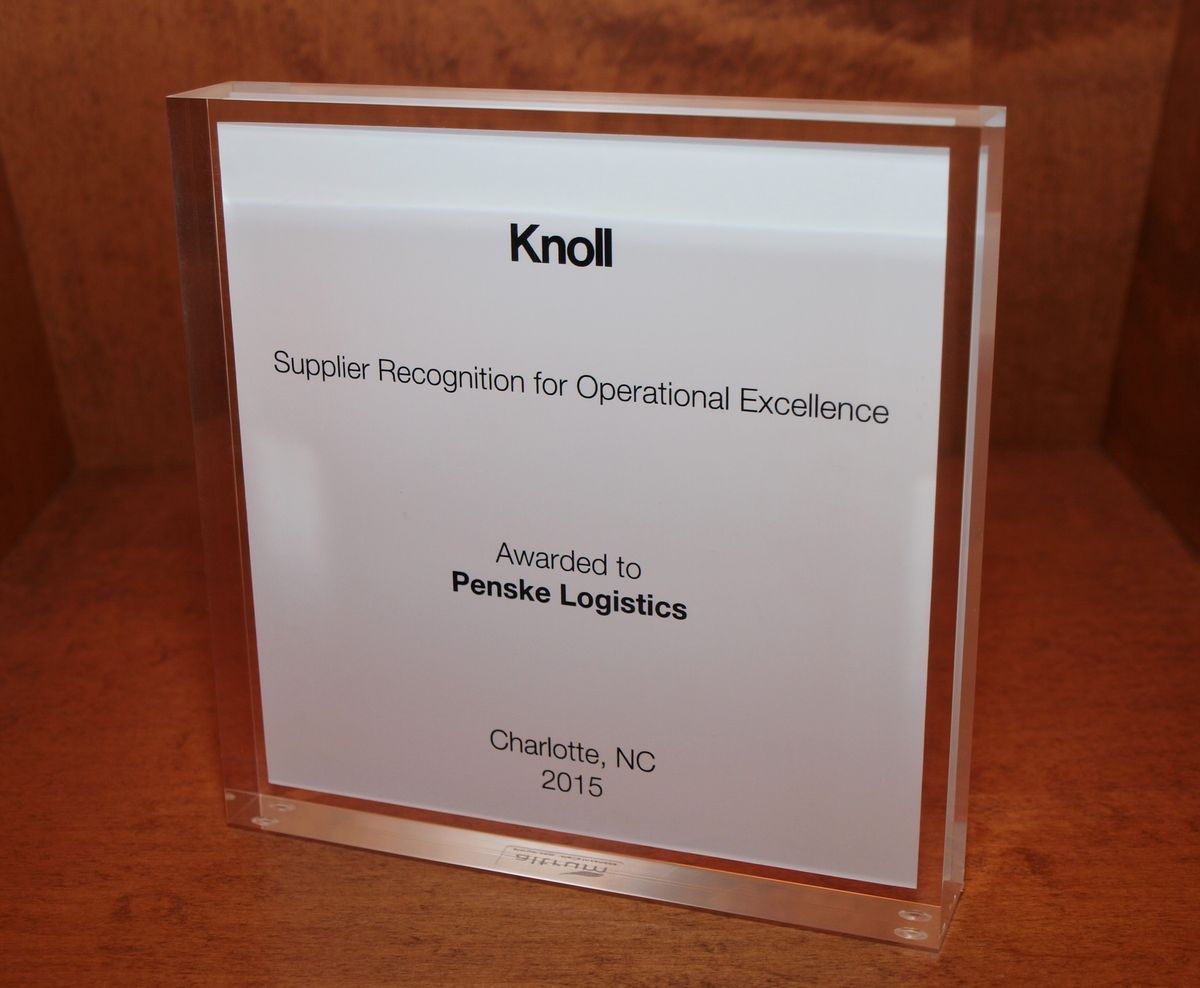 Knoll
Supplier Recognition for Operational Excellence
Awarded to
Penske Logistics
Charlotte, NC
2015